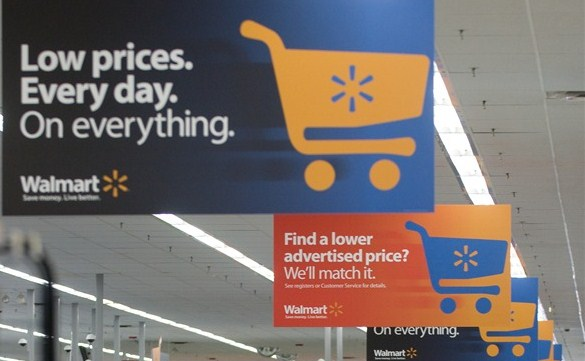 Low prices.
Every day.
On everything.
Walmart
Save money. Live better.
Find a lower
advertised price?
We'll match it.
See registers or Customer Service for details.
Walmart
Save money. Live better.
On everything.
Walmart